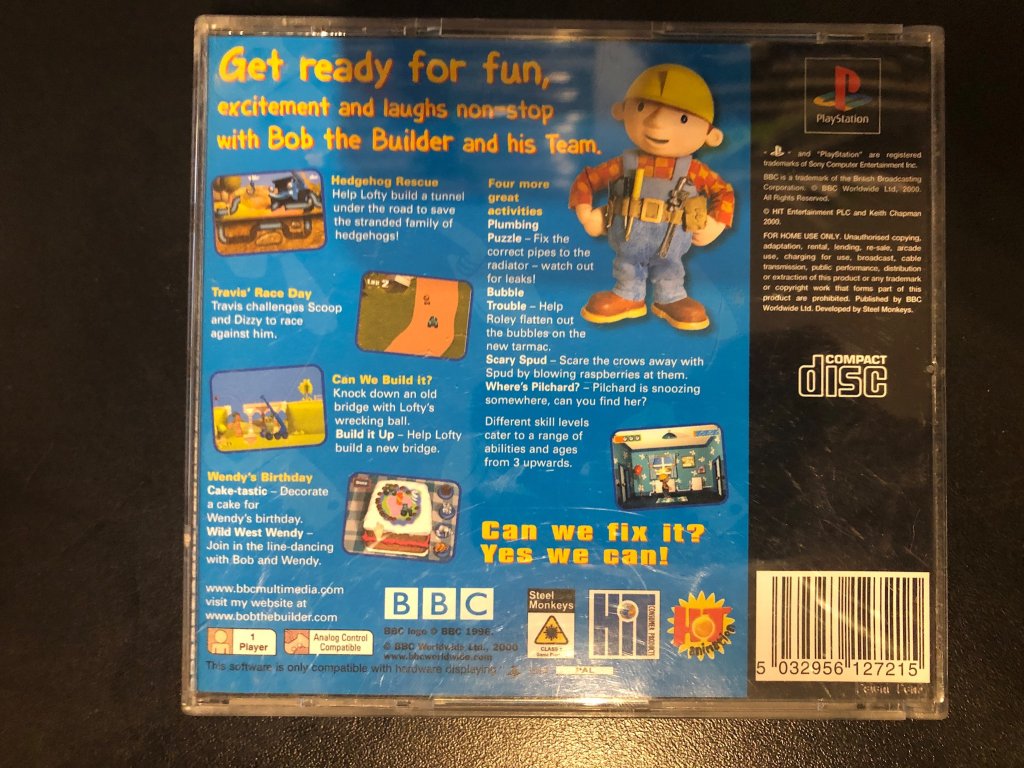 Get ready for fun,
excitement and laughs non-stop
with Bob the Builder and his Team.
Hedgehog Rescue
Help Lofty build a tunnel
under the road to save
the stranded family of
hedgehogs!
Travis' Race Day
Travis challenges Scoop
and Dizzy to race
against him.
Lap 2
Can We Build it?
Knock down an old
bridge with Lofty's
wrecking ball.
Build it Up – Help Lofty
build a new bridge.
Wendy's Birthday
Cake-tastic – Decorate
a cake for
Wendy's birthday.
Wild West Wendy –
Join in the line-dancing
with Bob and Wendy.
Four more
great
activities
Plumbing
Puzzle – Fix the
correct pipes to the
radiator – watch out
for leaks!
Bubble
Trouble – Help
Roley flatten out
the bubbles on the
new tarmac.
Scary Spud – Scare the crows away with
Spud by blowing raspberries at them.
Where's Pilchard? – Pilchard is snoozing
somewhere, can you find her?
Different skill levels
cater to a range of
abilities and ages
from 3 upwards.
Can we fix it?
Yes we can!
www.bbcmultimedia.com
visit my website at
www.bobthebuilder.com
1
Player
Analog Control
Compatible
This software is only compatible with hardware displaying
PAL
BBC
BBC logo © BBC 1996.
© BBC Worldwide Ltd., 2000
www.bbcworldwide.com
Steel
Monkeys
CLASS 1
HIT
CONSUMER PRODUCTS
HOT
animation
PlayStation
and "PlayStation" are registered
trademarks of Sony Computer Entertainment Inc.
BBC is a trademark of the British Broadcasting
Corporation. © BBC Worldwide Ltd, 2000.
All Rights Reserved.
© HIT Entertainment PLC and Keith Chapman
2000.
FOR HOME USE ONLY. Unauthorised copying,
adaptation, rental, lending, re-sale, arcade
use, charging for use, broadcast, cable
transmission, public performance, distribution
or extraction of this product or any trademark
or copyright work that forms part of this
product are prohibited. Published by BBC
Worldwide Ltd. Developed by Steel Monkeys.
COMPACT
disc
5 032956 127215